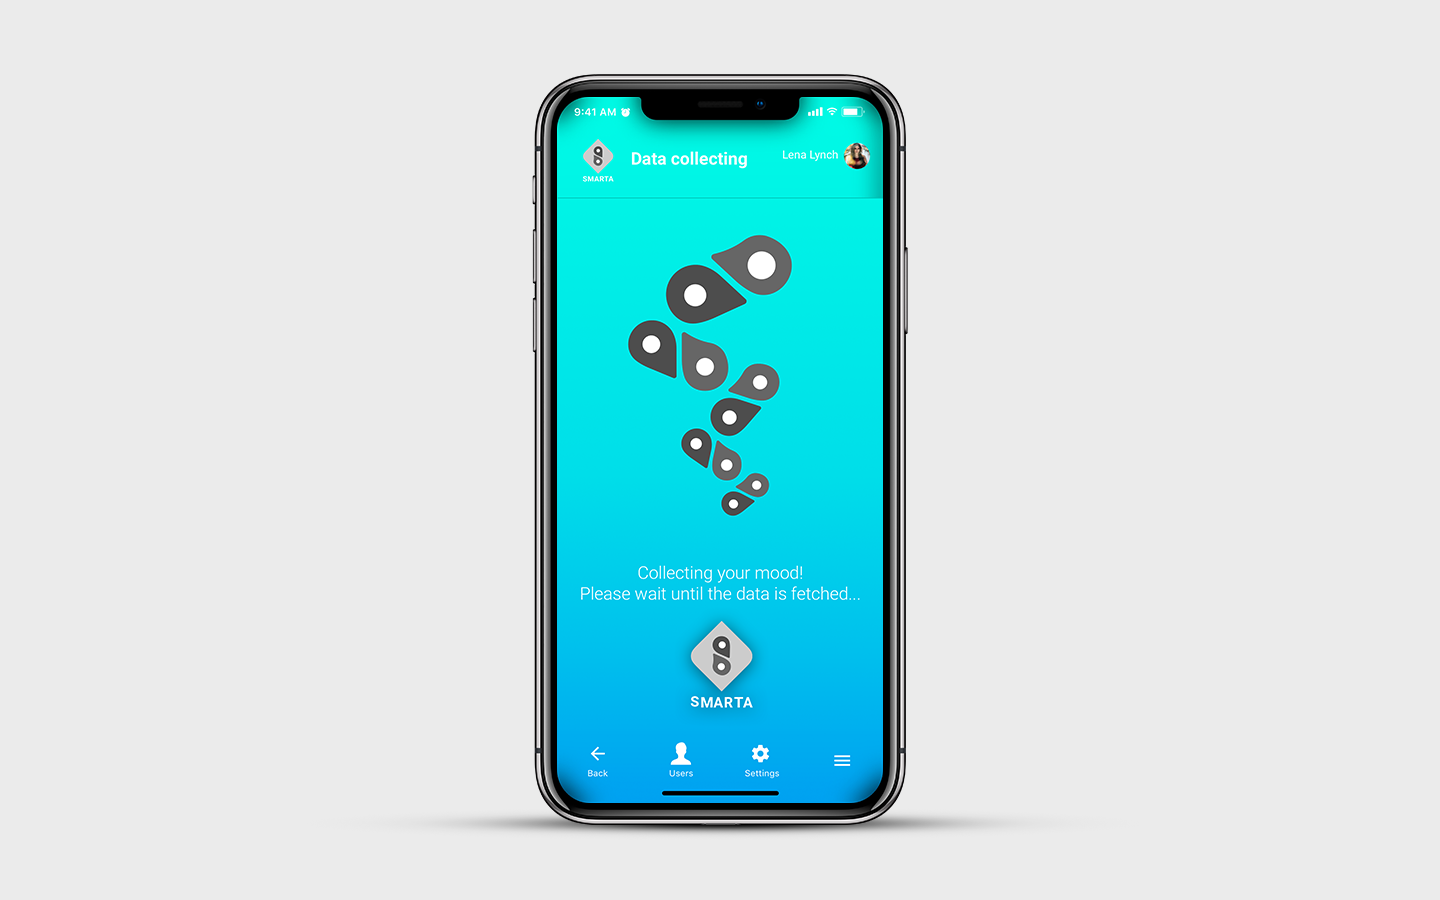 9:41 AM
SMARTA
Data collecting
Lena Lynch
Collecting your mood!
Please wait until the data is fetched...
SMARTA
Back
Users
Settings